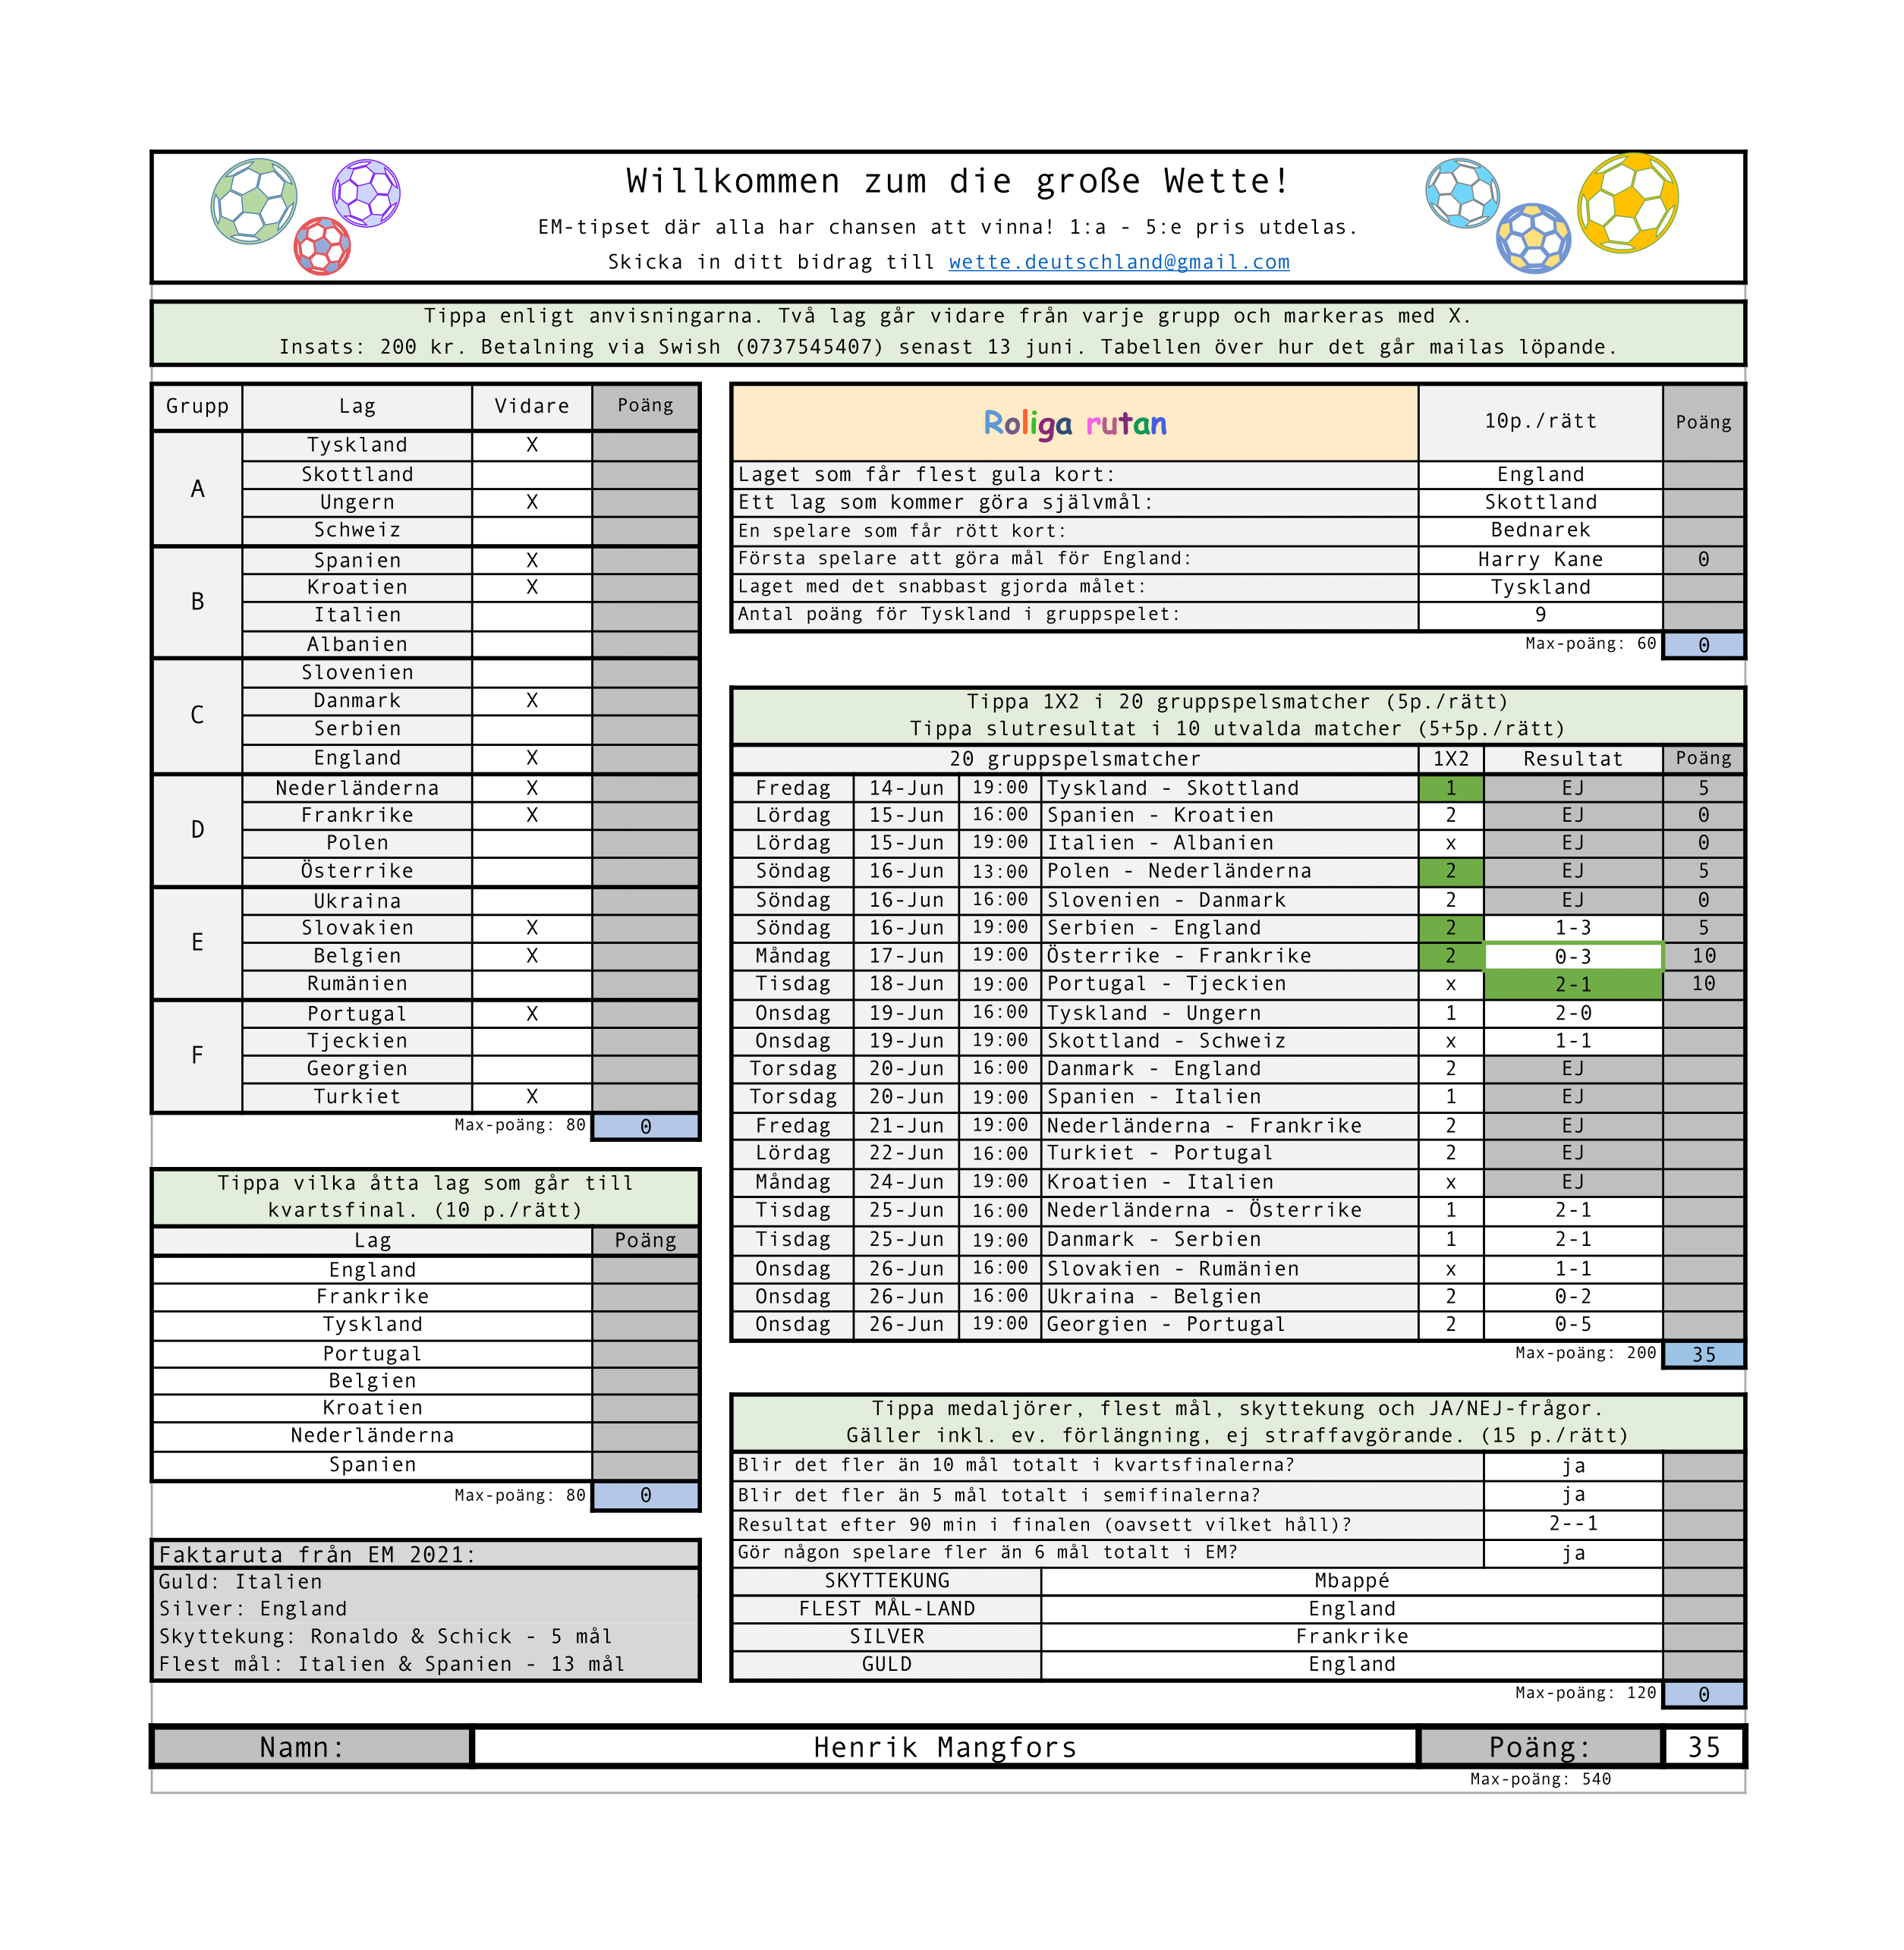 Willkommen zum die große Wette!
EM-tipset där alla har chansen att vinna! 1:a - 5:e pris utdelas.
Skicka in ditt bidrag till wette.deutschland@gmail.com
Tippa enligt anvisningarna. Två lag går vidare från varje grupp och markeras med X.
Insats: 200 kr. Betalning via Swish (0737545407) senast 13 juni. Tabellen över hur det går mailas löpande.
Grupp Lag Vidare Poäng
A
Tyskland X
Skottland
Ungern X
Schweiz
B
Spanien X
Kroatien X
Italien
Albanien
C
Slovenien
Danmark X
Serbien
England X
D
Nederländerna X
Frankrike X
Polen
Österrike
E
Ukraina
Slovakien X
Belgien X
Rumänien
F
Portugal X
Tjeckien
Georgien
Turkiet X
Max-poäng: 80 0
Tippa vilka åtta lag som går till
kvartsfinal. (10 p./rätt)
Lag Poäng
England
Frankrike
Tyskland
Portugal
Belgien
Kroatien
Nederländerna
Spanien
Max-poäng: 80 0
Faktaruta från EM 2021:
Guld: Italien
Silver: England
Skyttekung: Ronaldo & Schick - 5 mål
Flest mål: Italien & Spanien - 13 mål
Roliga rutan 10p./rätt Poäng
Laget som får flest gula kort: England
Ett lag som kommer göra självmål: Skottland
En spelare som får rött kort: Bednarek
Första spelare att göra mål för England: Harry Kane 0
Laget med det snabbast gjorda målet: Tyskland
Antal poäng för Tyskland i gruppspelet: 9
Max-poäng: 60 0
Tippa 1X2 i 20 gruppspelsmatcher (5p./rätt)
Tippa slutresultat i 10 utvalda matcher (5+5p./rätt)
20 gruppspelsmatcher 1X2 Resultat Poäng
Fredag 14-Jun 19:00 Tyskland - Skottland 1 EJ 5
Lördag 15-Jun 16:00 Spanien - Kroatien 2 EJ 0
Lördag 15-Jun 19:00 Italien - Albanien x EJ 0
Söndag 16-Jun 13:00 Polen - Nederländerna 2 EJ 5
Söndag 16-Jun 16:00 Slovenien - Danmark 2 EJ 0
Söndag 16-Jun 19:00 Serbien - England 2 1-3 5
Måndag 17-Jun 19:00 Österrike - Frankrike 2 0-3 10
Tisdag 18-Jun 19:00 Portugal - Tjeckien x 2-1 10
Onsdag 19-Jun 16:00 Tyskland - Ungern 1 2-0
Onsdag 19-Jun 19:00 Skottland - Schweiz x 1-1
Torsdag 20-Jun 16:00 Danmark - England 2 EJ
Torsdag 20-Jun 19:00 Spanien - Italien 1 EJ
Fredag 21-Jun 19:00 Nederländerna - Frankrike 2 EJ
Lördag 22-Jun 16:00 Turkiet - Portugal 2 EJ
Måndag 24-Jun 19:00 Kroatien - Italien x EJ
Tisdag 25-Jun 16:00 Nederländerna - Österrike 1 2-1
Tisdag 25-Jun 19:00 Danmark - Serbien 1 2-1
Onsdag 26-Jun 16:00 Slovakien - Rumänien x 1-1
Onsdag 26-Jun 16:00 Ukraina - Belgien 2 0-2
Onsdag 26-Jun 19:00 Georgien - Portugal 2 0-5
Max-poäng: 200 35
Tippa medaljörer, flest mål, skyttekung och JA/NEJ-frågor.
Gäller inkl. ev. förlängning, ej straffavgörande. (15 p./rätt)
Blir det fler än 10 mål totalt i kvartsfinalerna? ja
Blir det fler än 5 mål totalt i semifinalerna? ja
Resultat efter 90 min i finalen (oavsett vilket håll)? 2--1
Gör någon spelare fler än 6 mål totalt i EM? ja
SKYTTEKUNG Mbappé
FLEST MÅL-LAND England
SILVER Frankrike
GULD England
Max-poäng: 120 0
Namn: Henrik Mangfors Poäng: 35
Max-poäng: 540